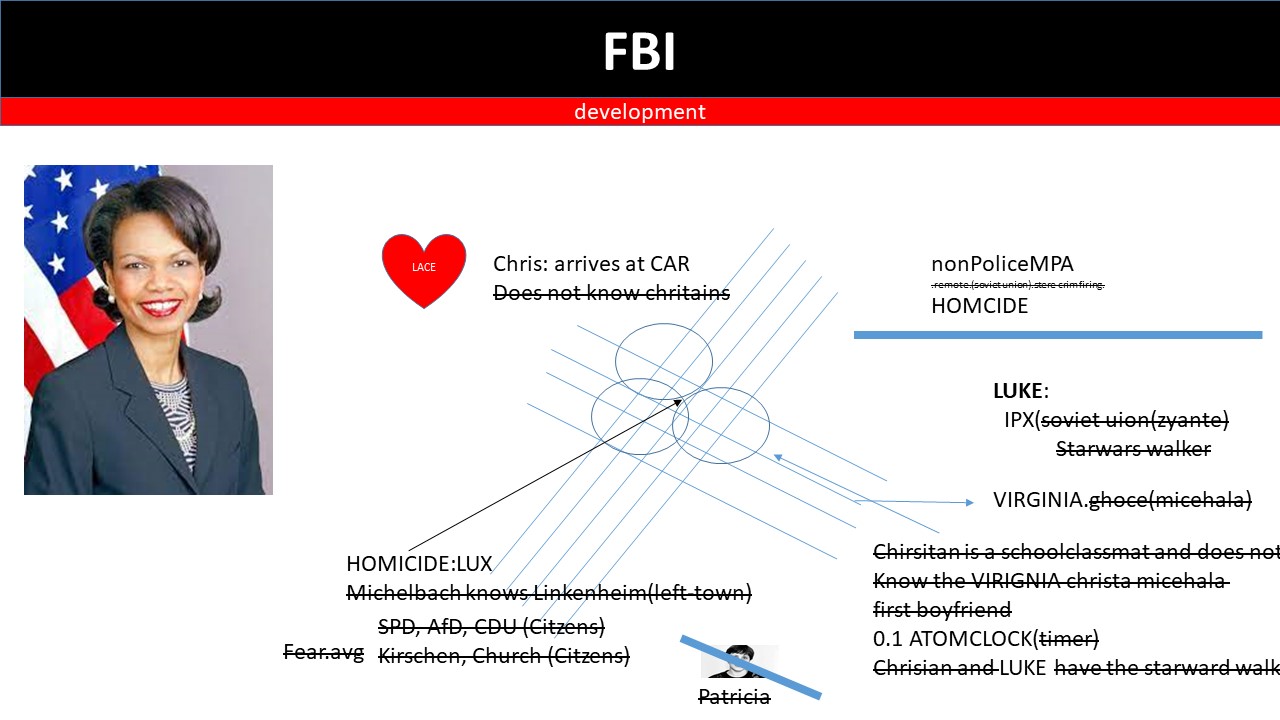 FBI
development
LACE
Chris: arrives at CAR
Does not know chritains
nonPoliceMPA
.remote.(soviet union).stere crimfiring.
HOMCIDE
LUKE:
IPX(soviet uion(zyante)
Starwars walker
VIRGINIA.ghoce(micehala)
HOMICIDE:LUX
Michelbach knows Linkenheim(left-town)
SPD, AfD, CDU (Citzens)
Fear.avg
Kirschen, Church (Citzens)
Patricia
Chirsitan is a schoolclassmat and does not
Know the VIRIGNIA christa micehala
first boyfriend
0.1 ATOMCLOCK(timer)
Chrisian and LUKE have the starward walk